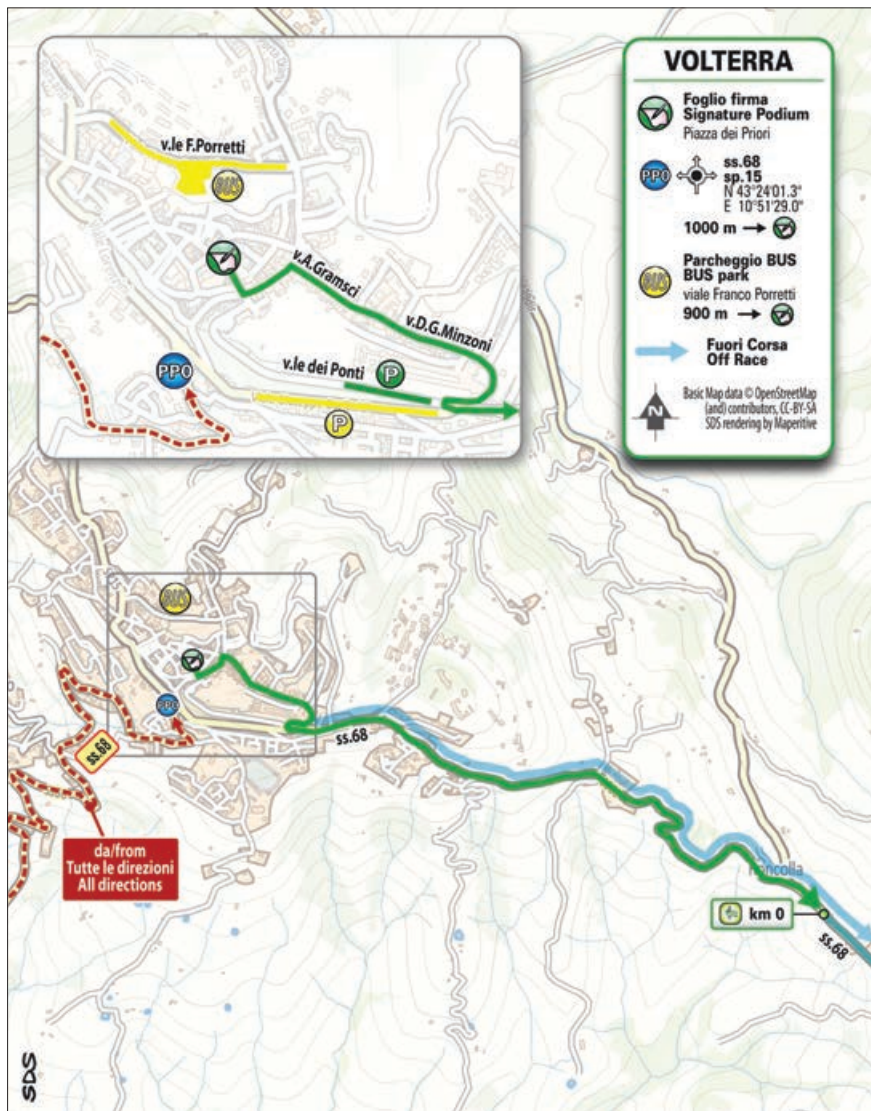 v.le F.Porretti
BUS
v.A.Gramsci
v.D.G.Minzoni
v.le dei Ponti
P
PPO
P
VOLTERRA
Foglio firma
Signature Podium
Piazza dei Priori
PPO
ss.68
sp.15
N 43°24'01.3"
E 10°51'29.0"
1000 m
BUS
Parcheggio BUS
BUS park
viale Franco Porretti
900 m
Fuori Corsa
Off Race
N
Basic Map data © OpenStreetMap
(and) contributors, CC-BY-SA
SDS rendering by Maperitive
BUS
PPO
ss.68
ss.68
da/from
Tutte le direzioni
All directions
km 0
ss.68
SDS